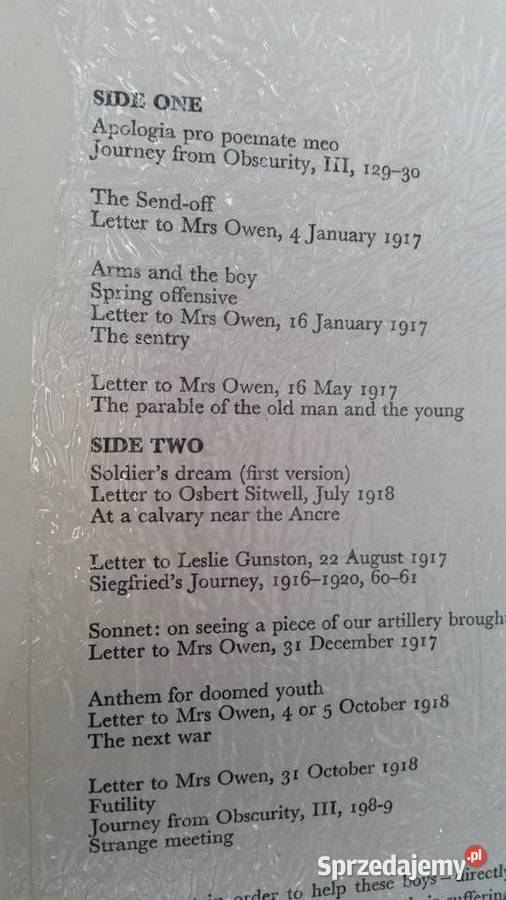 SIDE ONE
Apologia pro poemate meo
Journey from Obscurity, III, 129–30
The Send-off
Letter to Mrs Owen, 4 January 1917
Arms and the boy
Spring offensive
Letter to Mrs Owen, 16 January 1917
The sentry
Letter to Mrs Owen, 16 May 1917
The parable of the old man and the young
SIDE TWO
Soldier's dream (first version)
Letter to Osbert Sitwell, July 1918
At a calvary near the Ancre
Letter to Leslie Gunston, 22 August 1917
Siegfried's Journey, 1916–1920, 60–61
Sonnet: on seeing a piece of our artillery brough
Letter to Mrs Owen, 31 December 1917
Anthem for doomed youth
Letter to Mrs Owen, 4 or 5 October 1918
The next war
Letter to Mrs Owen, 31 October 1918
Futility
Journey from Obscurity, III, 198–9
Strange meeting
in order to help these boys—directly
suffering
Sprzedajemy.pl